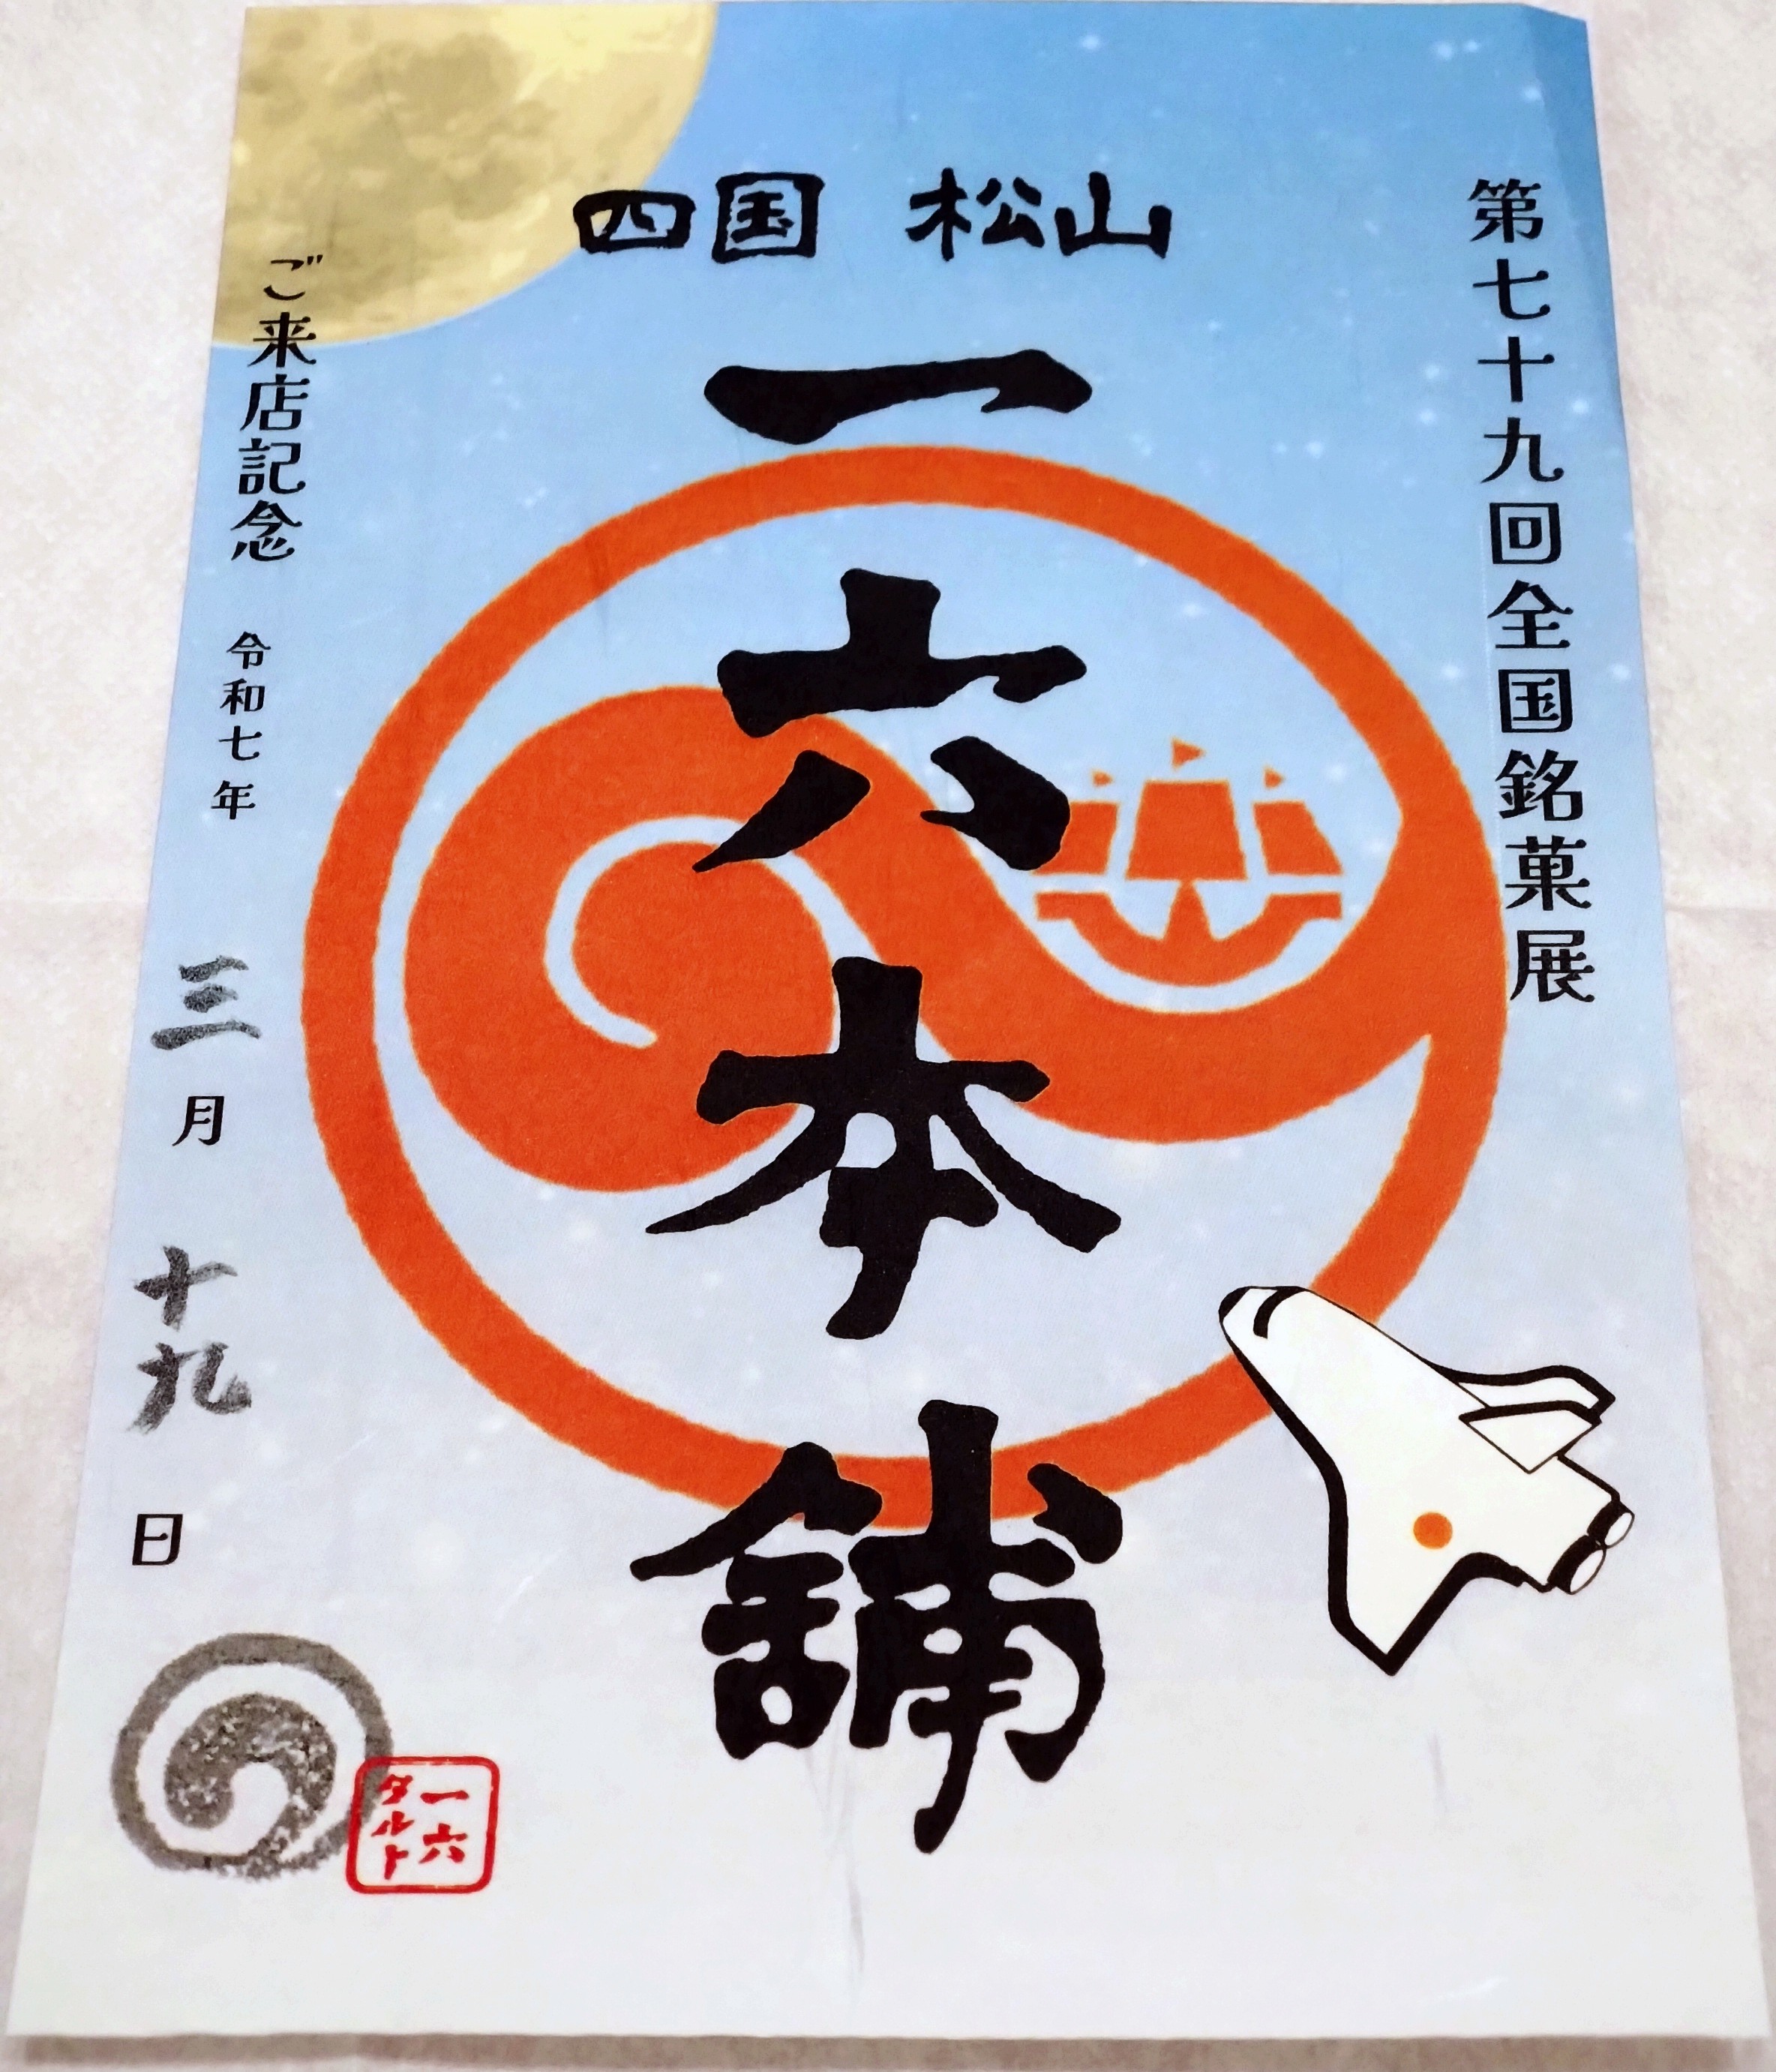 第七十九回全国銘菓展
四国 松山
一六本舗
ご来店記念 令和七年 三月 十九日
一六
タルト